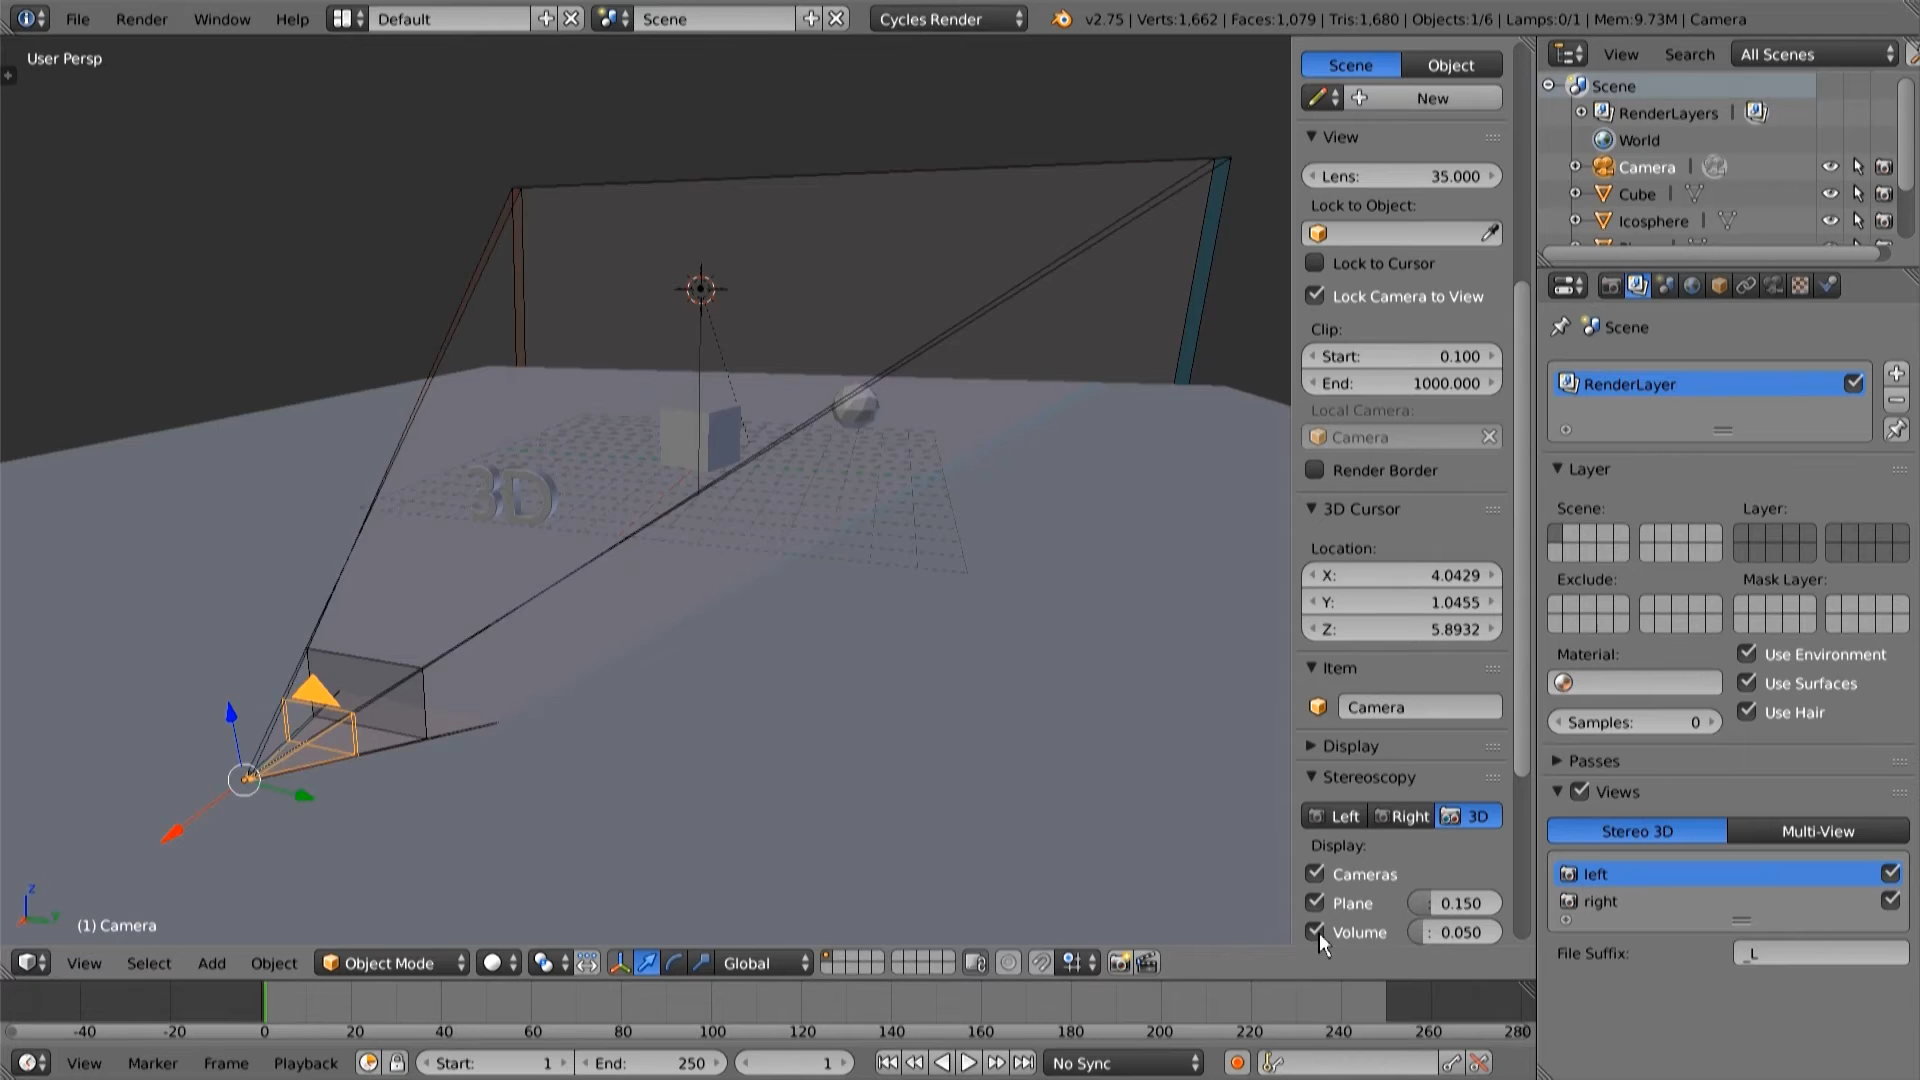 File Render Window Help Default Scene Cycles Render v2.75 | Verts:1,662 | Faces:1,079 | Tris:1,680 | Objects:1/6 | Lamps:0/1 | Mem:9.73M | Camera
User Persp
3D
(1) Camera
Scene Object
New
View
Lens: 35.000
Lock to Object:
Lock to Cursor
Lock Camera to View
Clip:
Start: 0.100
End: 1000.000
Local Camera:
Camera
Render Border
3D Cursor
Location:
X: 4.0429
Y: 1.0455
Z: 5.8932
Item
Camera
Display
Stereoscopy
Left Right 3D
Display:
Cameras
Plane : 0.150
Volume : 0.050
View Search All Scenes
Scene
RenderLayers |
World
Camera |
Cube |
Icosphere |
Scene
RenderLayer
Layer
Scene: Layer:
Exclude: Mask Layer:
Material:
Use Environment
Use Surfaces
Samples: 0
Use Hair
Passes
Views
Stereo 3D Multi-View
left
right
File Suffix: _L
View Select Add Object Object Mode Global
-40 -20 0 20 40 60 80 100 120 140 160 180 200 220 240 260 280
View Marker Frame Playback Start: 1 End: 250 1 No Sync